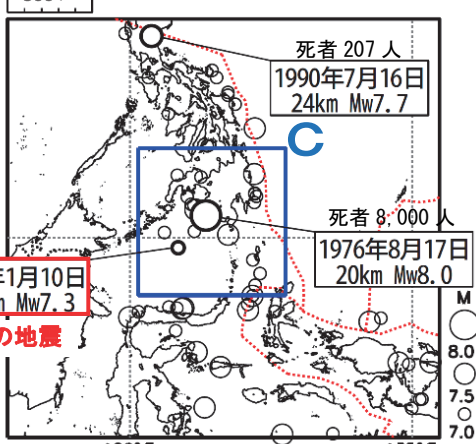 死者 207 人
1990年7月16日
24km Mw7.7
C
死者 8,000 人
1976年8月17日
20km Mw8.0
年1月10日
Mw7.3
の地震
M
8.0
7.5
7.0